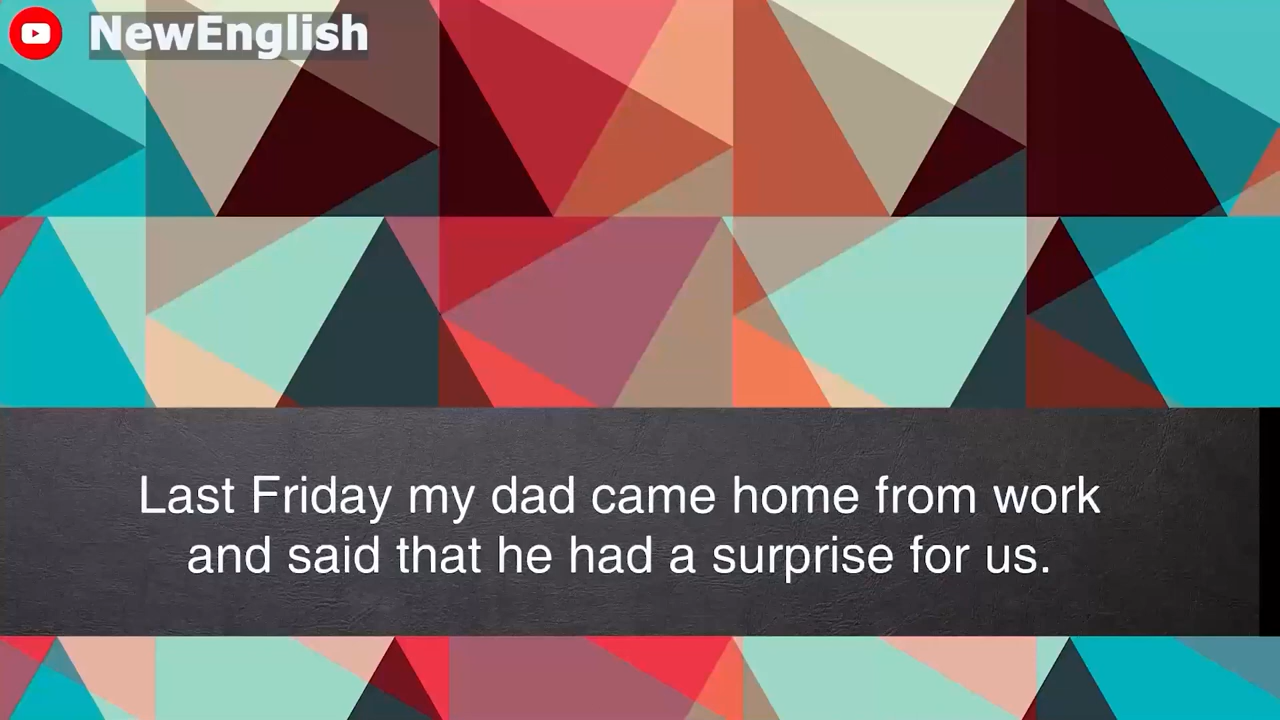 NewEnglish
Last Friday my dad came home from work
and said that he had a surprise for us.